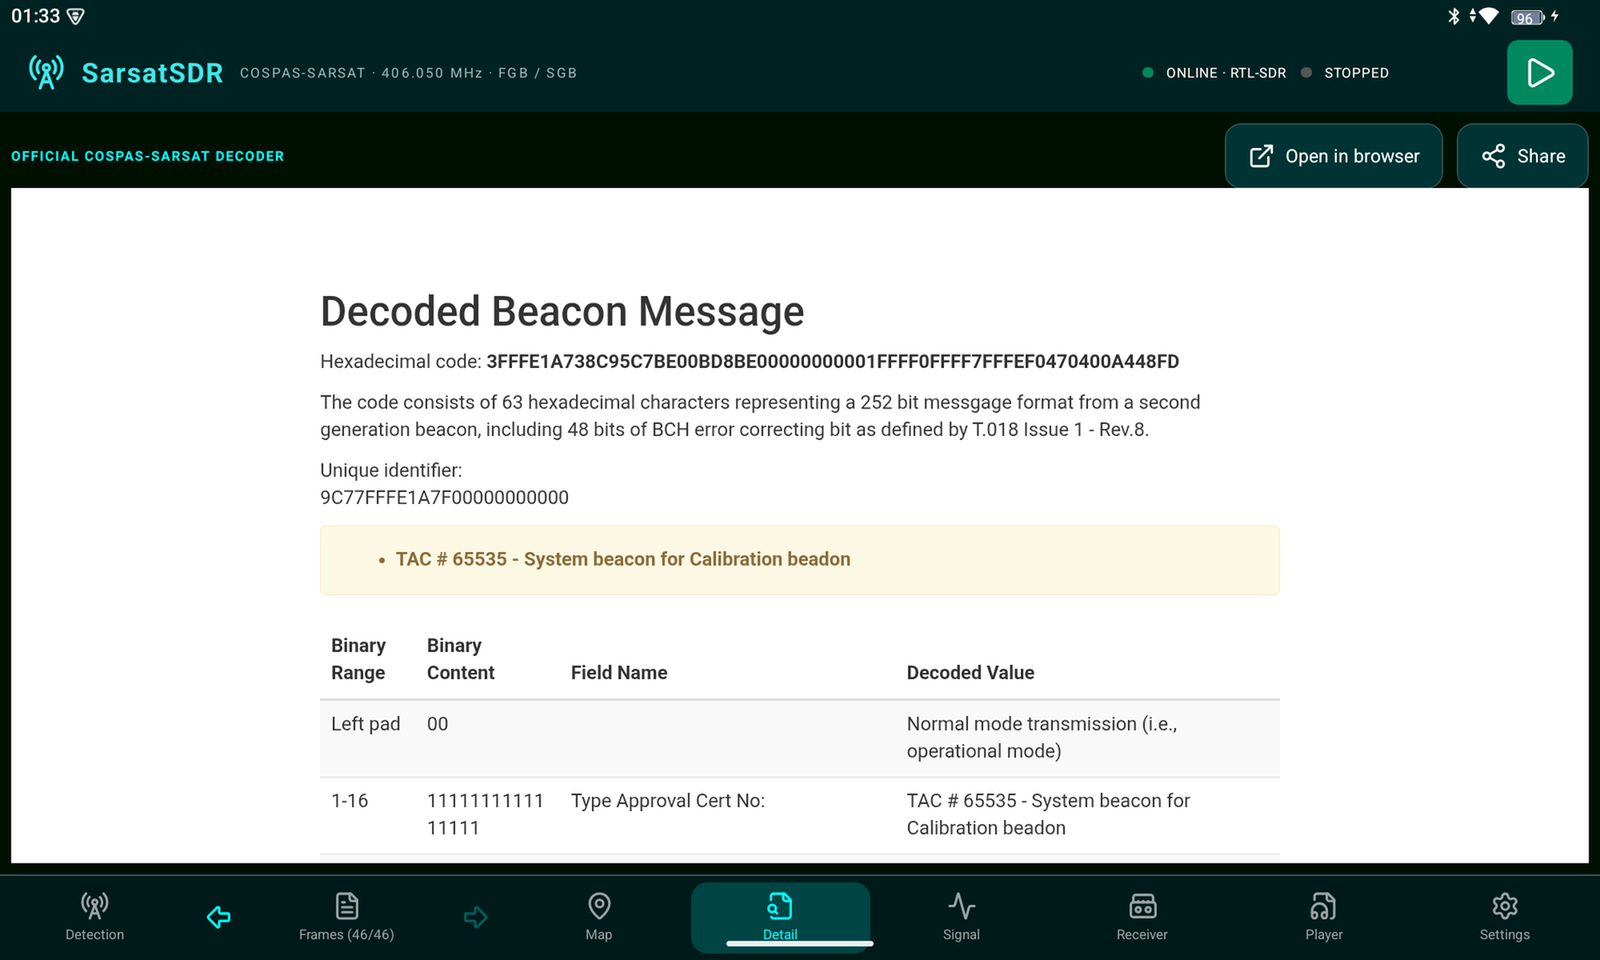 01:33
96
SarsatSDR
COSPAS-SARSAT · 406.050 MHz · FGB / SGB
ONLINE · RTL-SDR
STOPPED
OFFICIAL COSPAS-SARSAT DECODER
Open in browser
Share
Decoded Beacon Message
Hexadecimal code: 3FFFE1A738C95C7BE00BD8BE00000000001FFFF0FFFF7FFFEF0470400A448FD
The code consists of 63 hexadecimal characters representing a 252 bit messgage format from a second
generation beacon, including 48 bits of BCH error correcting bit as defined by T.018 Issue 1 - Rev.8.
Unique identifier:
9C77FFFE1A7F00000000000
• TAC # 65535 - System beacon for Calibration beadon
Binary Range
Binary Content
Field Name
Decoded Value
Left pad
00
Normal mode transmission (i.e.,
operational mode)
1-16
11111111111
11111
Type Approval Cert No:
TAC # 65535 - System beacon for
Calibration beadon
Detection
Frames (46/46)
Map
Detail
Signal
Receiver
Player
Settings